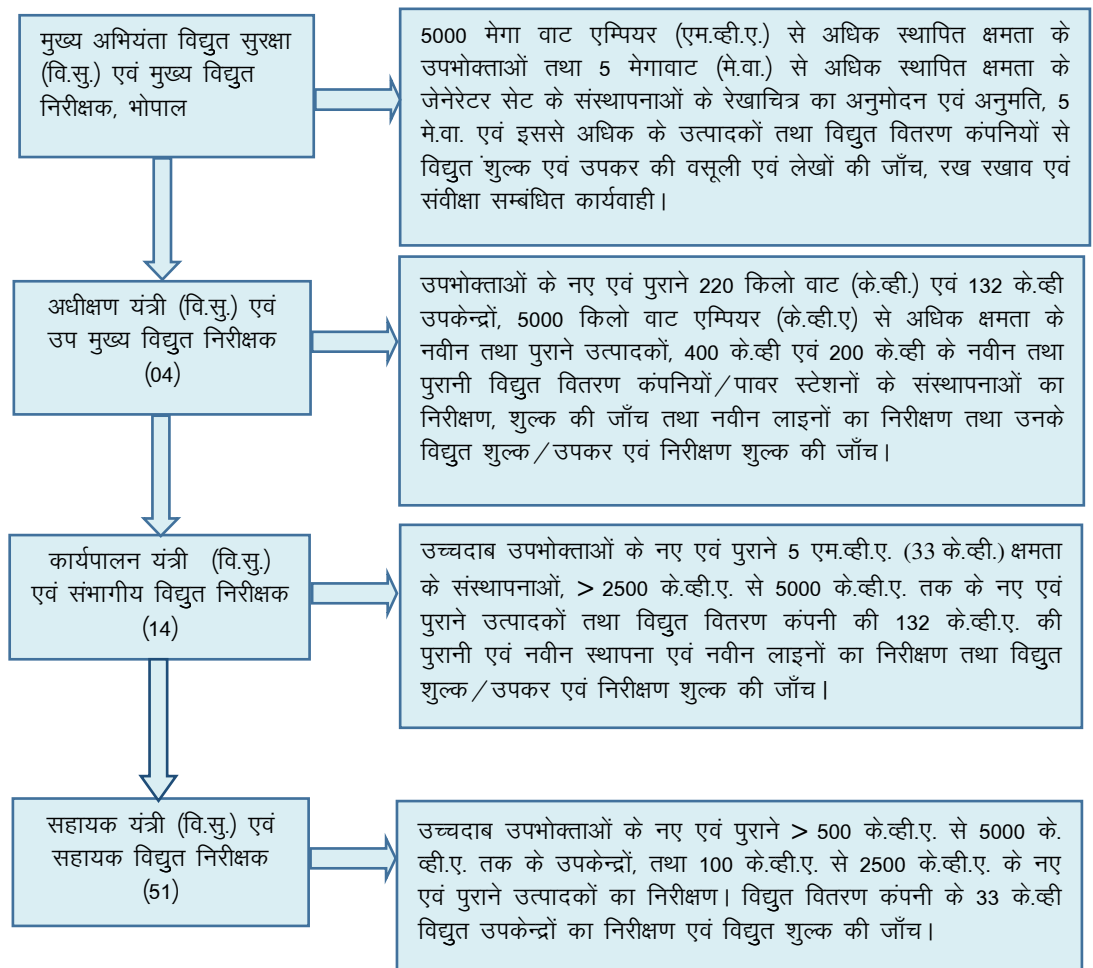 मुख्य अभियंता विद्युत सुरक्षा
(वि.सु.) एवं मुख्य विद्युत
निरीक्षक, भोपाल
5000 मेगा वाट एम्पियर (एम.व्ही.ए.) से अधिक स्थापित क्षमता के
उपभोक्ताओं तथा 5 मेगावाट (मे.वा.) से अधिक स्थापित क्षमता के
जेनेरेटर सेट के संस्थापनाओं के रेखाचित्र का अनुमोदन एवं अनुमति, 5
मे.वा. एवं इससे अधिक के उत्पादकों तथा विद्युत वितरण कंपनियों से
विद्युत शुल्क एवं उपकर की वसूली एवं लेखों की जाँच, रख रखाव एवं
संवीक्षा सम्बंधित कार्यवाही।
अधीक्षण यंत्री (वि.सु.) एवं
उप मुख्य विद्युत निरीक्षक
(04)
उपभोक्ताओं के नए एवं पुराने 220 किलो वाट (के.व्ही.) एवं 132 के.व्ही
उपकेन्द्रों, 5000 किलो वाट एम्पियर (के.व्ही.ए) से अधिक क्षमता के
नवीन तथा पुराने उत्पादकों, 400 के.व्ही एवं 200 के.व्ही के नवीन तथा
पुरानी विद्युत वितरण कंपनियों/पावर स्टेशनों के संस्थापनाओं का
निरीक्षण, शुल्क की जाँच तथा नवीन लाइनों का निरीक्षण तथा उनके
विद्युत शुल्क/उपकर एवं निरीक्षण शुल्क की जाँच।
कार्यपालन यंत्री (वि.सु.)
एवं संभागीय विद्युत निरीक्षक
(14)
उच्चदाब उपभोक्ताओं के नए एवं पुराने 5 एम.व्ही.ए. (33 के.व्ही.) क्षमता
के संस्थापनाओं, > 2500 के.व्ही.ए. से 5000 के.व्ही.ए. तक के नए एवं
पुराने उत्पादकों तथा विद्युत वितरण कंपनी की 132 के.व्ही.ए. की
पुरानी एवं नवीन स्थापना एवं नवीन लाइनों का निरीक्षण तथा विद्युत
शुल्क/उपकर एवं निरीक्षण शुल्क की जाँच।
सहायक यंत्री (वि.सु.) एवं
सहायक विद्युत निरीक्षक
(51)
उच्चदाब उपभोक्ताओं के नए एवं पुराने > 500 के.व्ही.ए. से 5000 के.
व्ही.ए. तक के उपकेन्द्रों, तथा 100 के.व्ही.ए. से 2500 के.व्ही.ए. के नए
एवं पुराने उत्पादकों का निरीक्षण। विद्युत वितरण कंपनी के 33 के.व्ही
विद्युत उपकेन्द्रों का निरीक्षण एवं विद्युत शुल्क की जाँच।